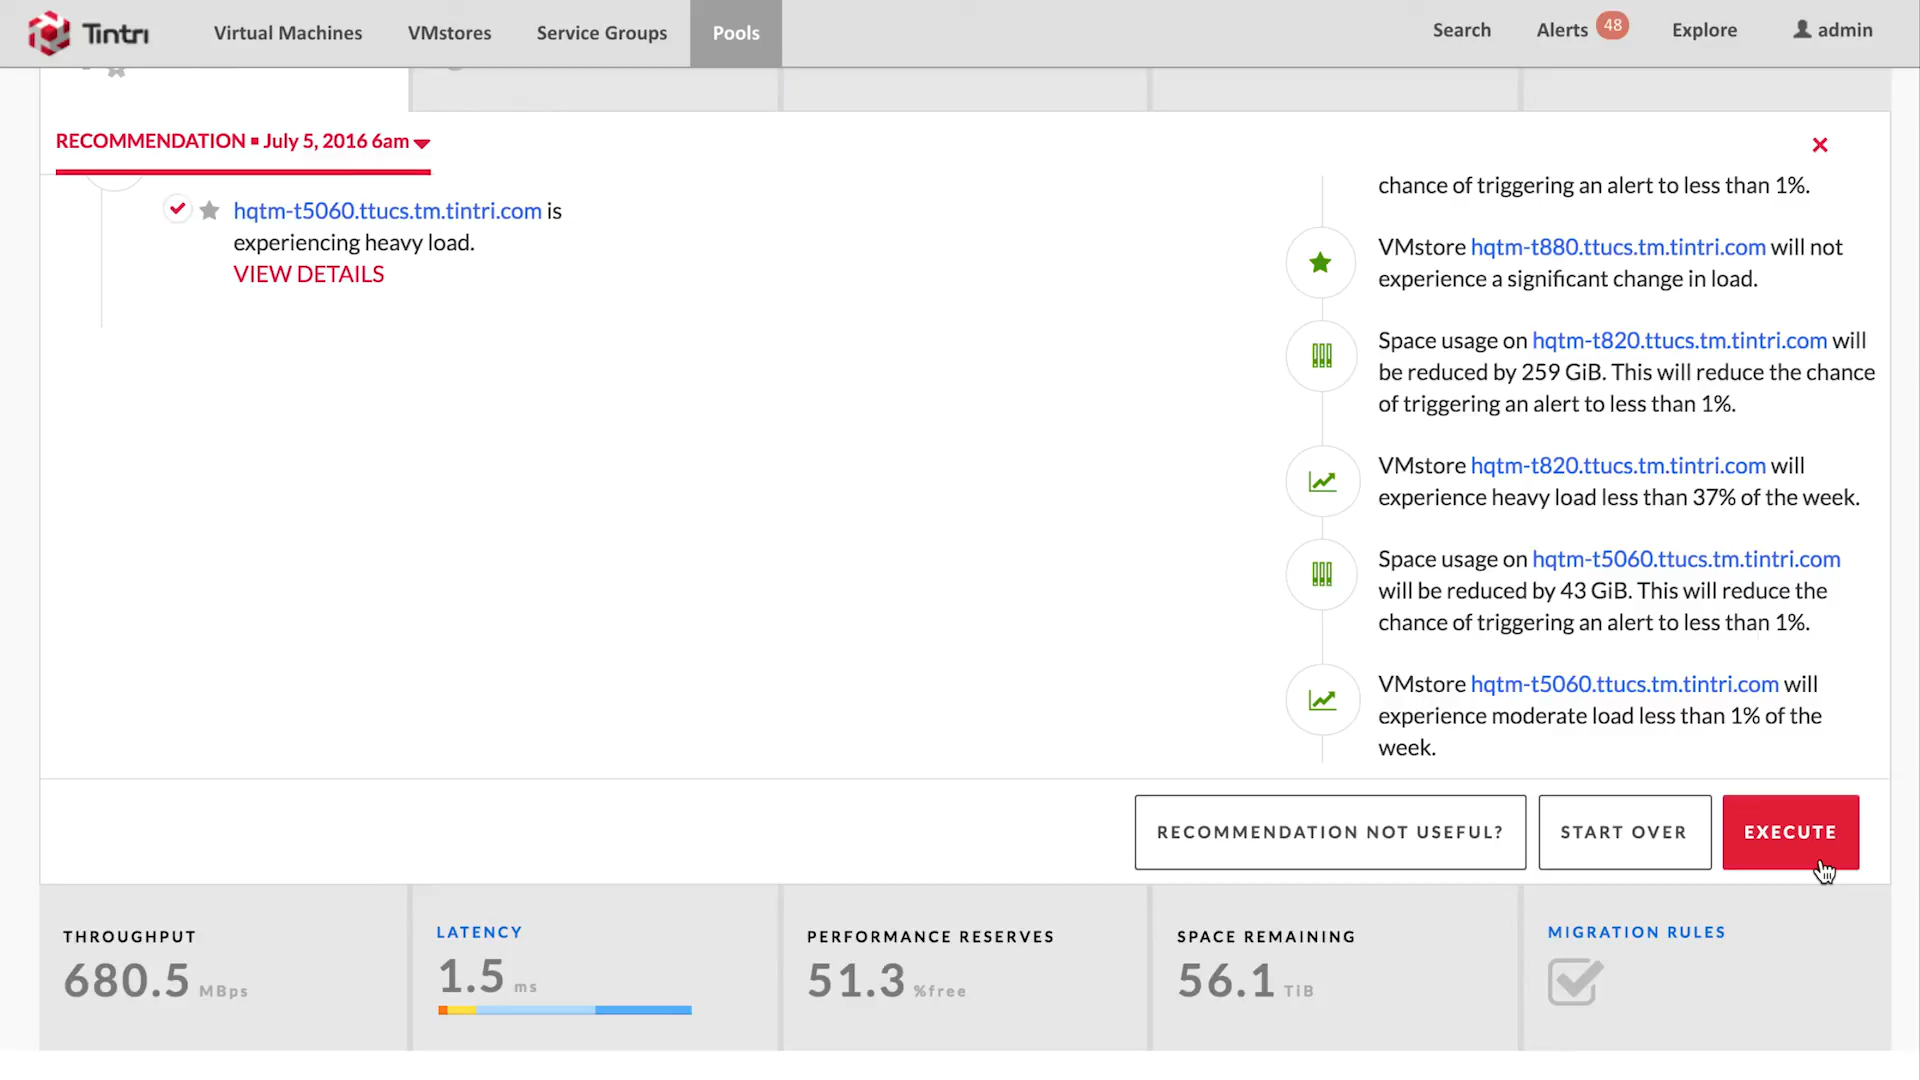 Tintri
Virtual Machines
VMstores
Service Groups
Pools
Search
Alerts 48
Explore
admin
RECOMMENDATION ▪ July 5, 2016 6am
hqtm-t5060.ttucs.tm.tintri.com is
experiencing heavy load.
VIEW DETAILS
chance of triggering an alert to less than 1%.
VMstore hqtm-t880.ttucs.tm.tintri.com will not
experience a significant change in load.
Space usage on hqtm-t820.ttucs.tm.tintri.com will
be reduced by 259 GiB. This will reduce the chance
of triggering an alert to less than 1%.
VMstore hqtm-t820.ttucs.tm.tintri.com will
experience heavy load less than 37% of the week.
Space usage on hqtm-t5060.ttucs.tm.tintri.com
will be reduced by 43 GiB. This will reduce the
chance of triggering an alert to less than 1%.
VMstore hqtm-t5060.ttucs.tm.tintri.com will
experience moderate load less than 1% of the
week.
RECOMMENDATION NOT USEFUL?
START OVER
EXECUTE
THROUGHPUT
680.5 MBps
LATENCY
1.5 ms
PERFORMANCE RESERVES
51.3 %free
SPACE REMAINING
56.1 TiB
MIGRATION RULES